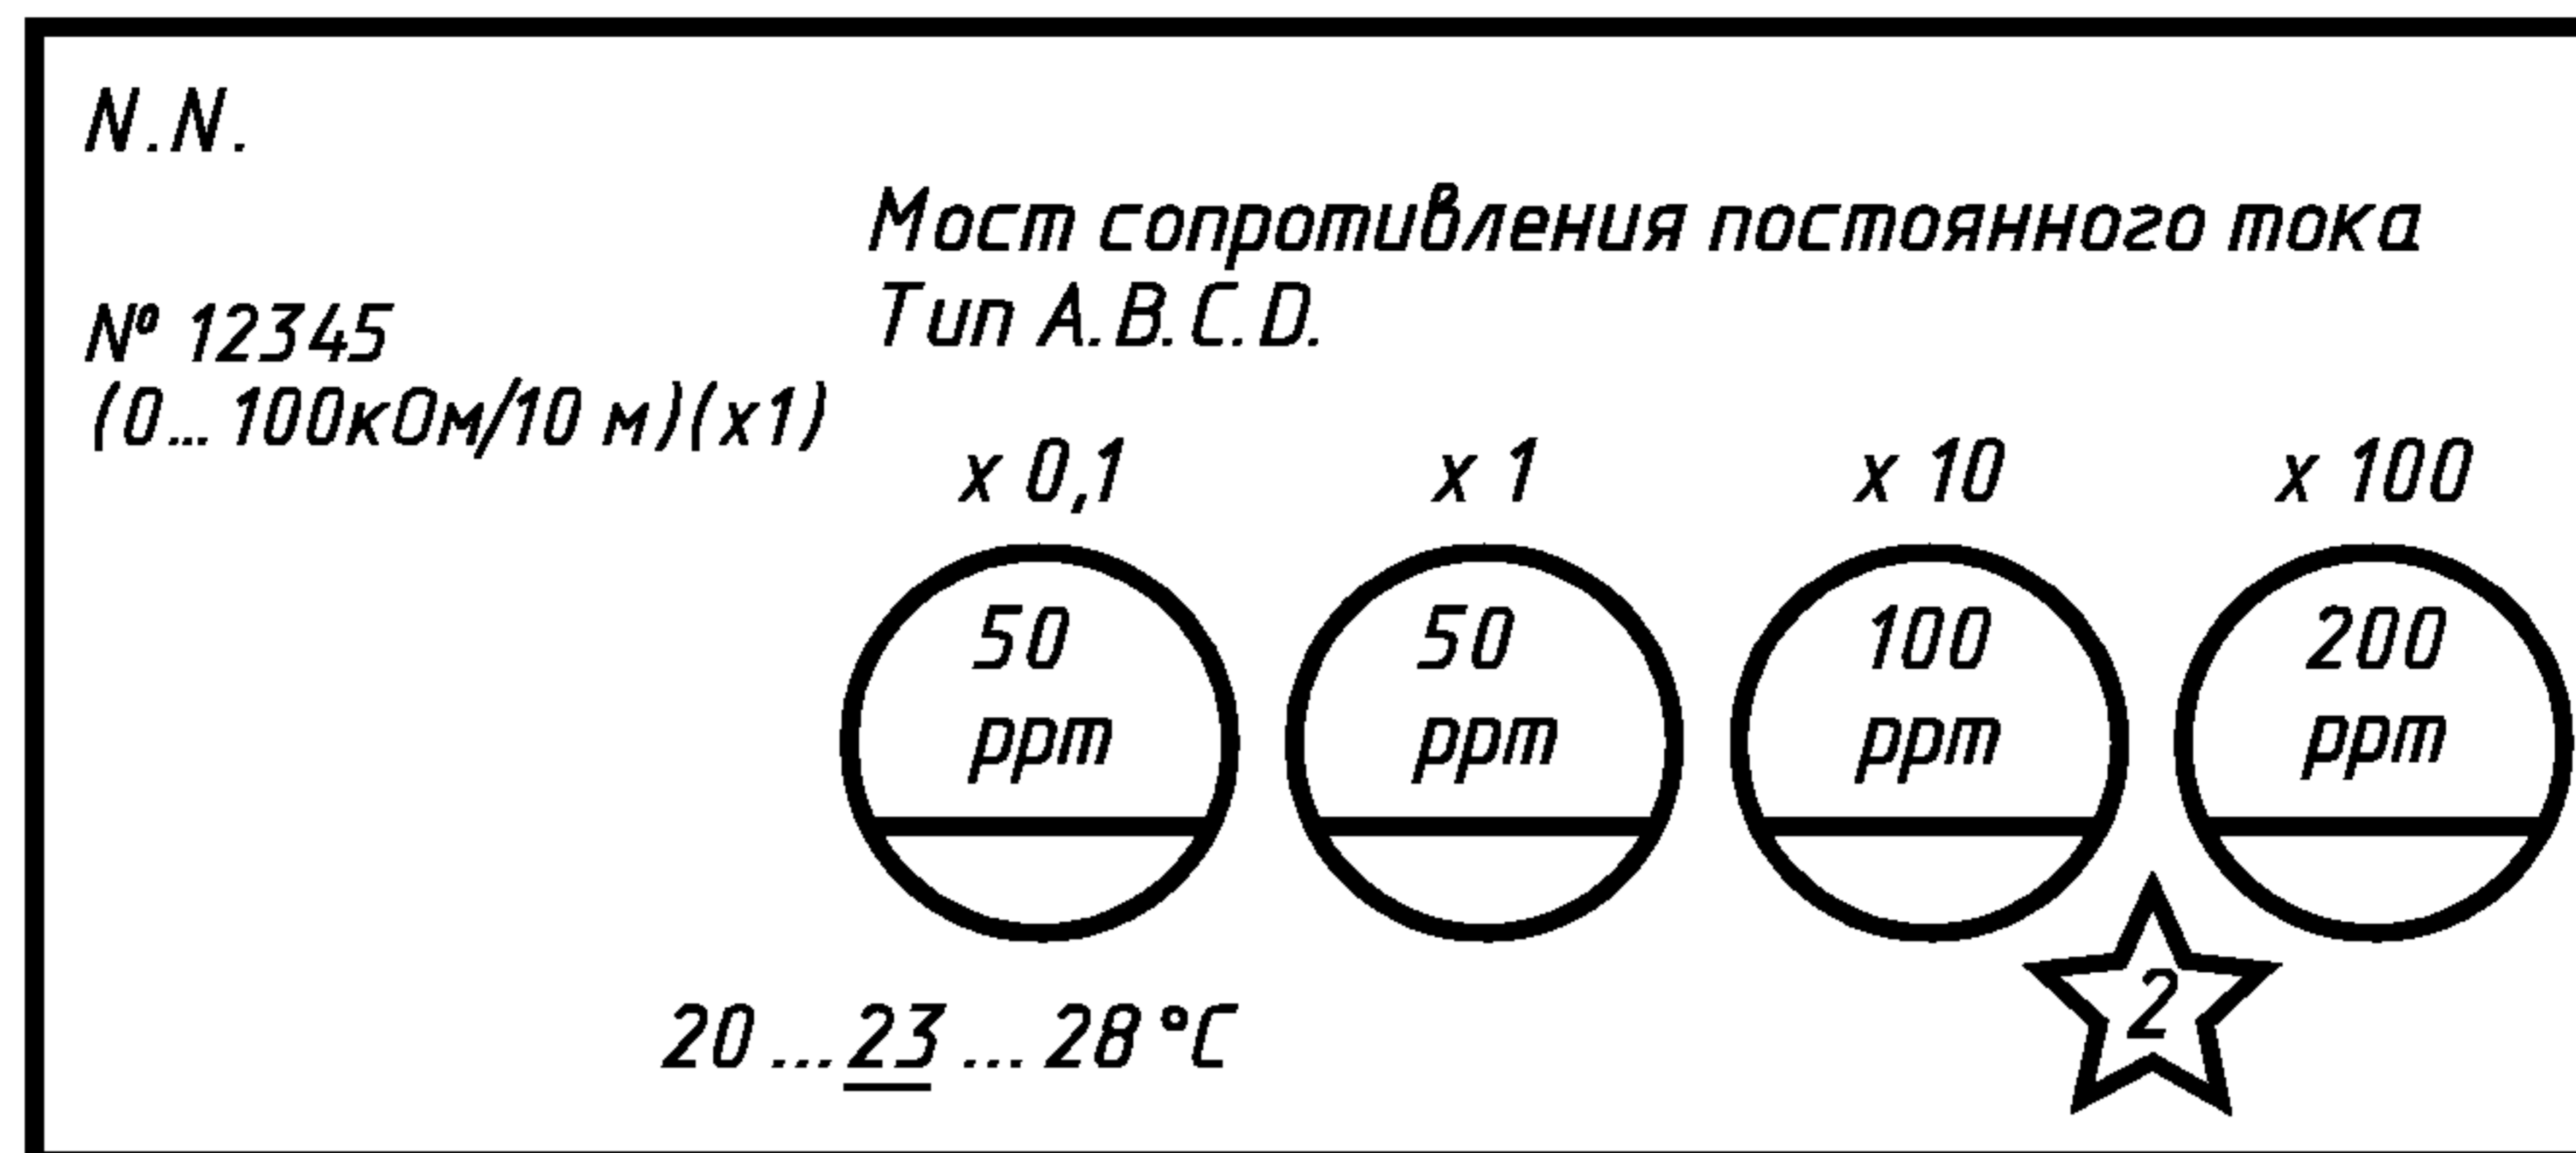 N.N.
Мост сопротивления постоянного тока
Тип A.B.C.D.
№ 12345
(0...100кОм/10 м)(x1)
x 0,1 x 1 x 10 x 100
50 50 100 200
ppm ppm ppm ppm
2
20...23...28°C